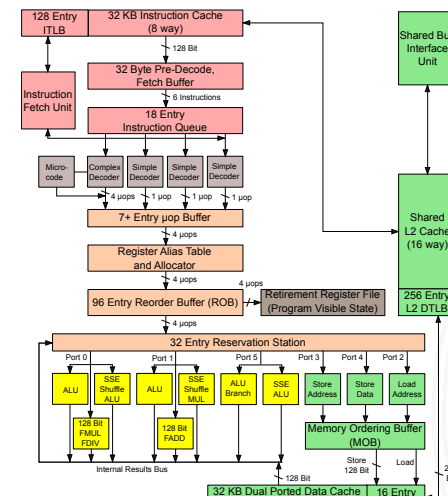 128 Entry
ITLB
32 KB Instruction Cache
(8 way)
128 Bit
32 Byte Pre-Decode,
Fetch Buffer
Instruction
Fetch Unit
6 Instructions
18 Entry
Instruction Queue
Micro-
code
Complex
Decoder
Simple
Decoder
Simple
Decoder
Simple
Decoder
4 µops
1 µop
1 µop
1 µop
7+ Entry µop Buffer
4 µops
Register Alias Table
and Allocator
4 µops
4 µops
96 Entry Reorder Buffer (ROB)
Retirement Register File
(Program Visible State)
4 µops
32 Entry Reservation Station
Port 0
Port 1
Port 5
Port 3
Port 4
Port 2
ALU
SSE
Shuffle
ALU
ALU
SSE
Shuffle
MUL
ALU
Branch
SSE
ALU
Store
Address
Store
Data
Load
Address
128 Bit
FMUL
FDIV
128 Bit
FADD
Memory Ordering Buffer
(MOB)
Internal Results Bus
Store
128 Bit
Load
128 Bit
32 KB Dual Ported Data Cache
16 Entry
Shared
Interface
Unit
Shared
L2 Cache
(16 way)
256 Entry
L2 DTLB